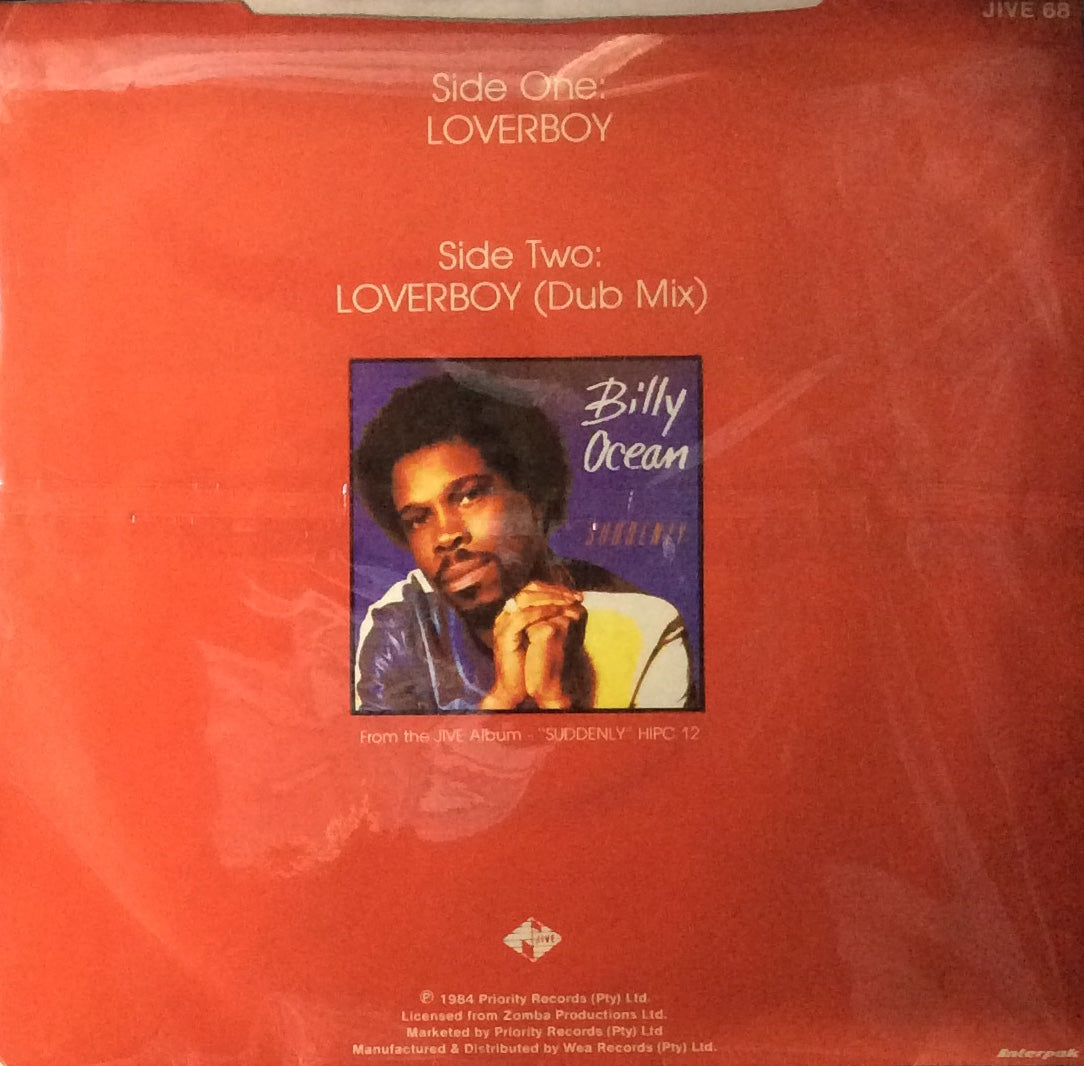 JIVE 68
Side One:
LOVERBOY
Side Two:
LOVERBOY (Dub Mix)
Billy
Ocean
SUDDENLY
From the JIVE Album - "SUDDENLY" HIPC 12
JIVE
℗ 1984 Priority Records (Pty) Ltd.
Licensed from Zomba Productions Ltd.
Marketed by Priority Records (Pty) Ltd
Manufactured & Distributed by Wea Records (Pty) Ltd.
Interpak